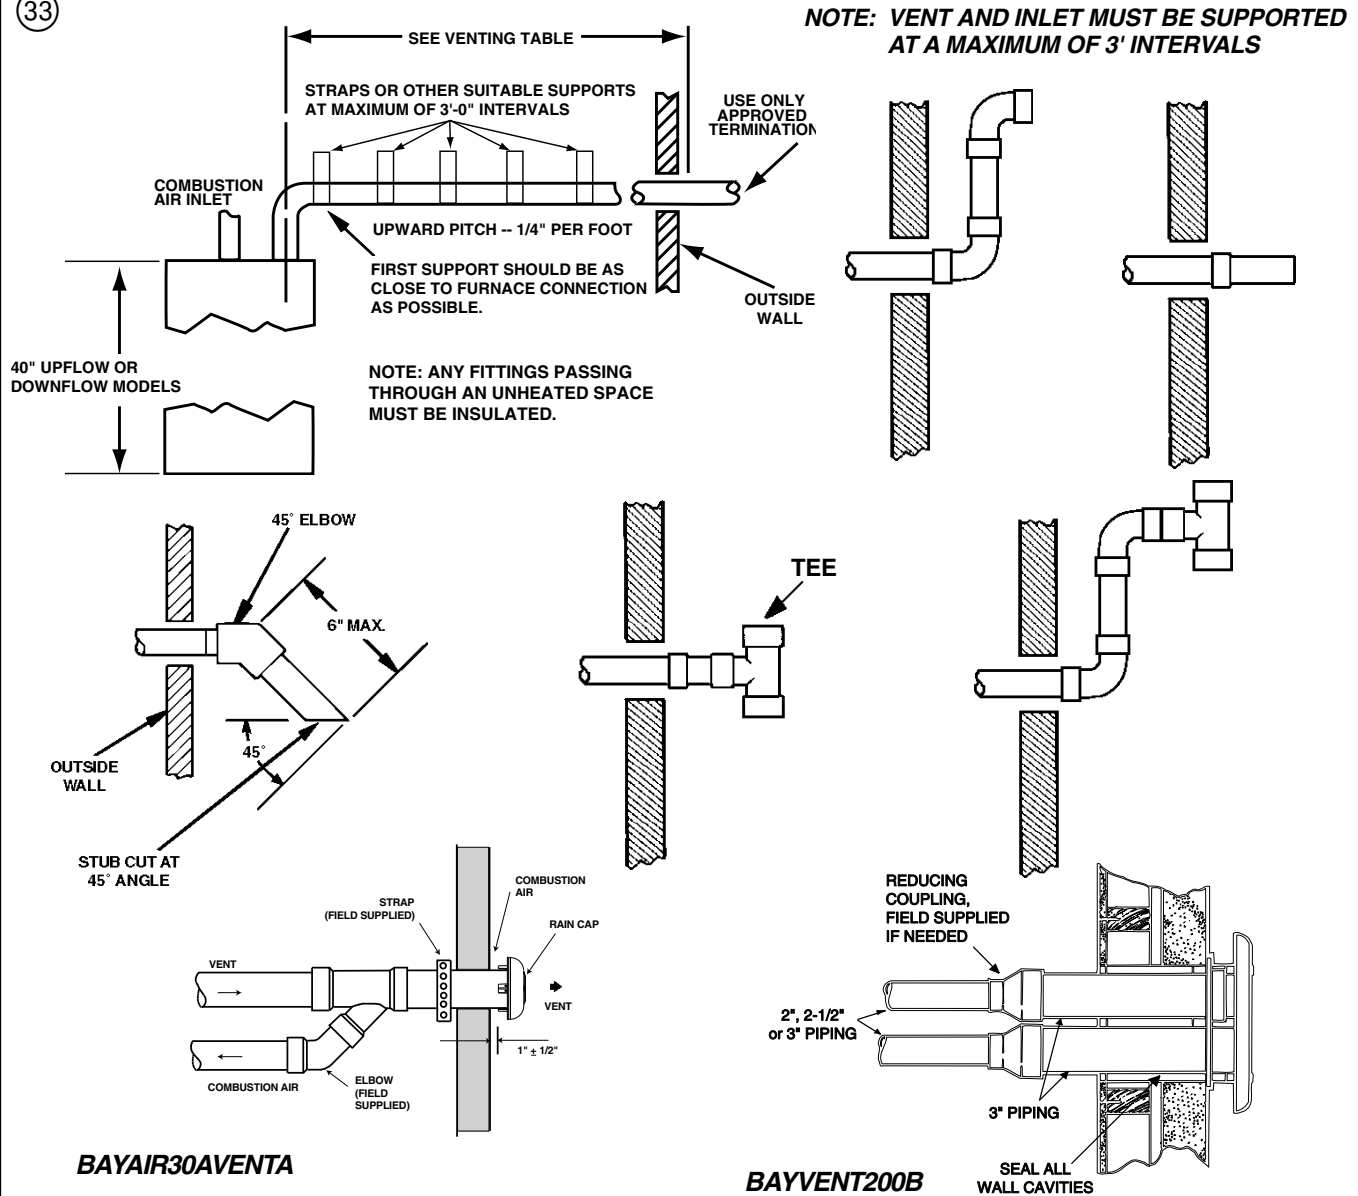 33
NOTE: VENT AND INLET MUST BE SUPPORTED
AT A MAXIMUM OF 3' INTERVALS
SEE VENTING TABLE
STRAPS OR OTHER SUITABLE SUPPORTS
AT MAXIMUM OF 3'-0" INTERVALS
USE ONLY
APPROVED
TERMINATION
COMBUSTION
AIR INLET
UPWARD PITCH -- 1/4" PER FOOT
FIRST SUPPORT SHOULD BE AS
CLOSE TO FURNACE CONNECTION
AS POSSIBLE.
OUTSIDE
WALL
40" UPFLOW OR
DOWNFLOW MODELS
NOTE: ANY FITTINGS PASSING
THROUGH AN UNHEATED SPACE
MUST BE INSULATED.
45° ELBOW
6" MAX.
45°
OUTSIDE
WALL
STUB CUT AT
45° ANGLE
TEE
COMBUSTION
AIR
STRAP
(FIELD SUPPLIED)
RAIN CAP
VENT
VENT
1" ± 1/2"
COMBUSTION AIR
ELBOW
(FIELD
SUPPLIED)
BAYAIR30AVENTA
REDUCING
COUPLING,
FIELD SUPPLIED
IF NEEDED
2", 2-1/2"
or 3" PIPING
3" PIPING
SEAL ALL
WALL CAVITIES
BAYVENT200B